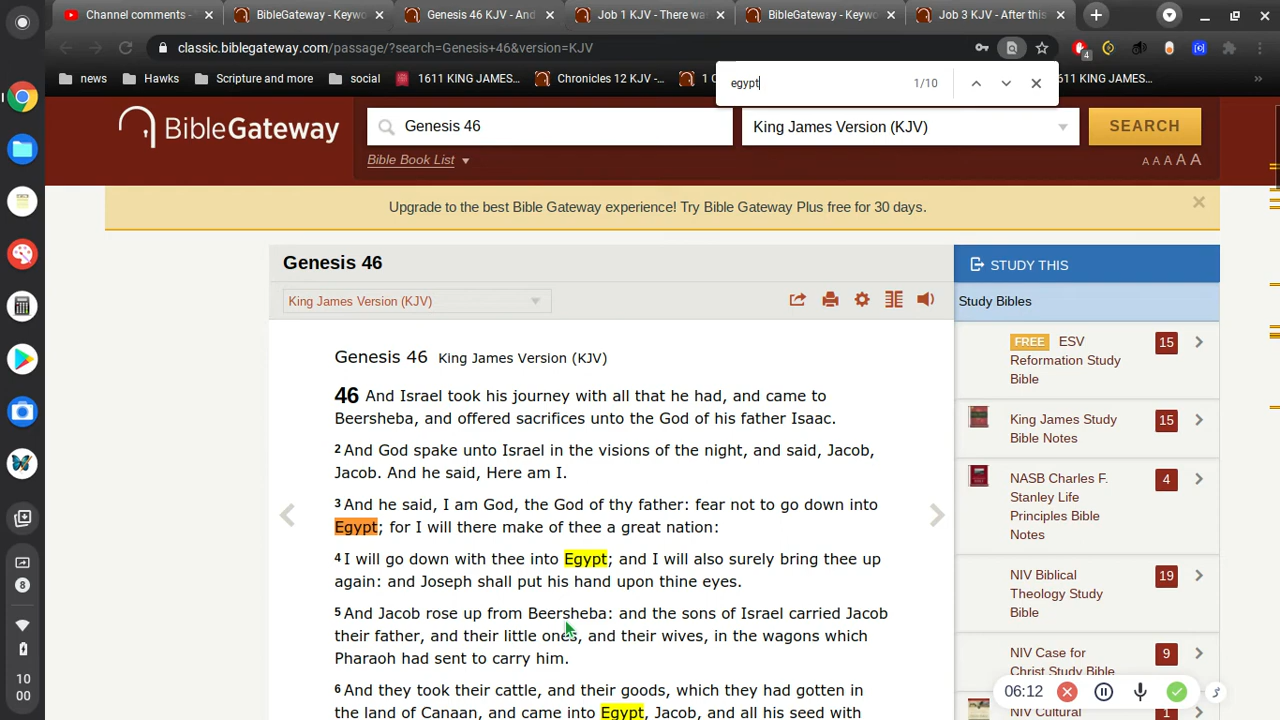 Channel comments -
BibleGateway - Keywo
Genesis 46 KJV - And
Job 1 KJV - There wa
BibleGateway - Keywo
Job 3 KJV - After this
classic.biblegateway.com/passage/?search=Genesis+46&version=KJV
4
news
Hawks
Scripture and more
social
1611 KING JAMES...
Chronicles 12 KJV -...
611 KING JAMES...
»
egypt 1/10
BibleGateway
Genesis 46
King James Version (KJV)
SEARCH
Bible Book List
A A A A A
Upgrade to the best Bible Gateway experience! Try Bible Gateway Plus free for 30 days.
Genesis 46
King James Version (KJV)
Genesis 46 King James Version (KJV)
46 And Israel took his journey with all that he had, and came to
Beersheba, and offered sacrifices unto the God of his father Isaac.
2 And God spake unto Israel in the visions of the night, and said, Jacob,
Jacob. And he said, Here am I.
3 And he said, I am God, the God of thy father: fear not to go down into
Egypt; for I will there make of thee a great nation:
4 I will go down with thee into Egypt; and I will also surely bring thee up
again: and Joseph shall put his hand upon thine eyes.
5 And Jacob rose up from Beersheba: and the sons of Israel carried Jacob
their father, and their little ones, and their wives, in the wagons which
Pharaoh had sent to carry him.
6 And they took their cattle, and their goods, which they had gotten in
the land of Canaan, and came into Egypt, Jacob, and all his seed with
STUDY THIS
Study Bibles
FREE ESV
Reformation Study
Bible
15
King James Study
Bible Notes
15
NASB Charles F.
Stanley Life
Principles Bible
Notes
4
NIV Biblical
Theology Study
Bible
19
NIV Case for
Christ Study Bible
9
NIV Cultural
1
06:12
8
10
00